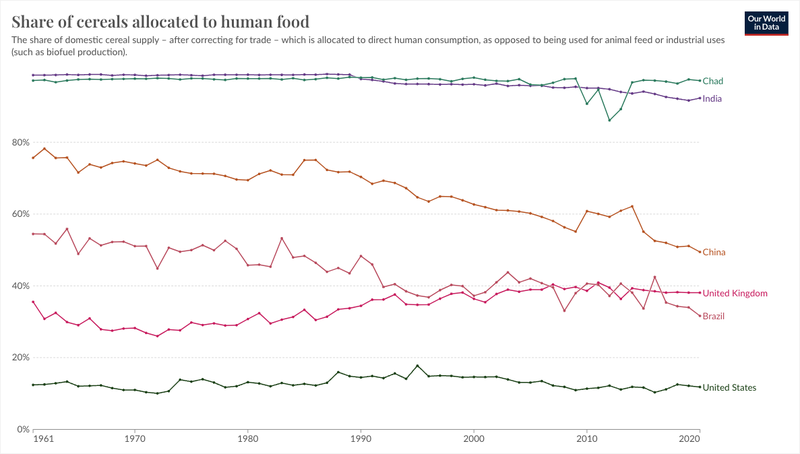 Share of cereals allocated to human food
Our World
in Data
The share of domestic cereal supply – after correcting for trade – which is allocated to direct human consumption, as opposed to being used for animal feed or industrial uses
(such as biofuel production).
Chad
India
80%
60%
China
40%
United Kingdom
Brazil
20%
United States
0%
1961 1970 1980 1990 2000 2010 2020